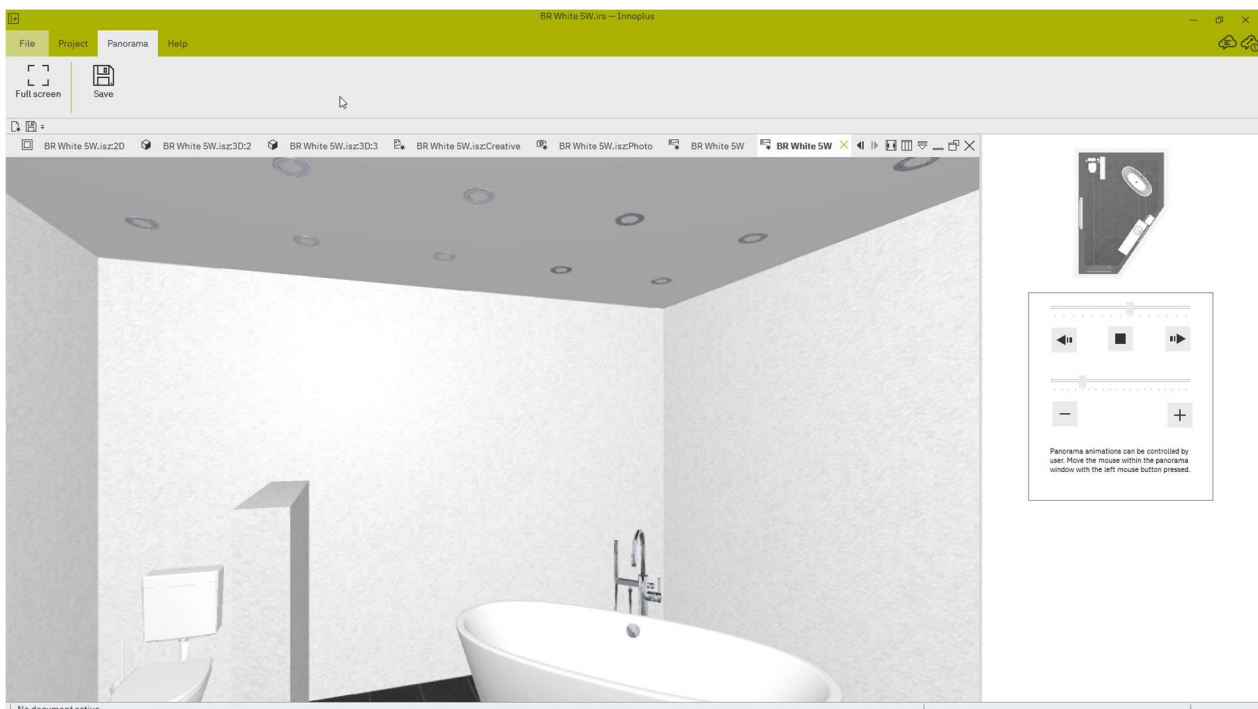 BR White 5W.irs — Innoplus
File Project Panorama Help
Full screen Save
BR White 5W.isz:2D BR White 5W.isz:3D:2 BR White 5W.isz:3D:3 BR White 5W.isz:Creative BR White 5W.isz:Photo BR White 5W BR White 5W
Panorama animations can be controlled by
user. Move the mouse within the panorama
window with the left mouse button pressed.
No document active